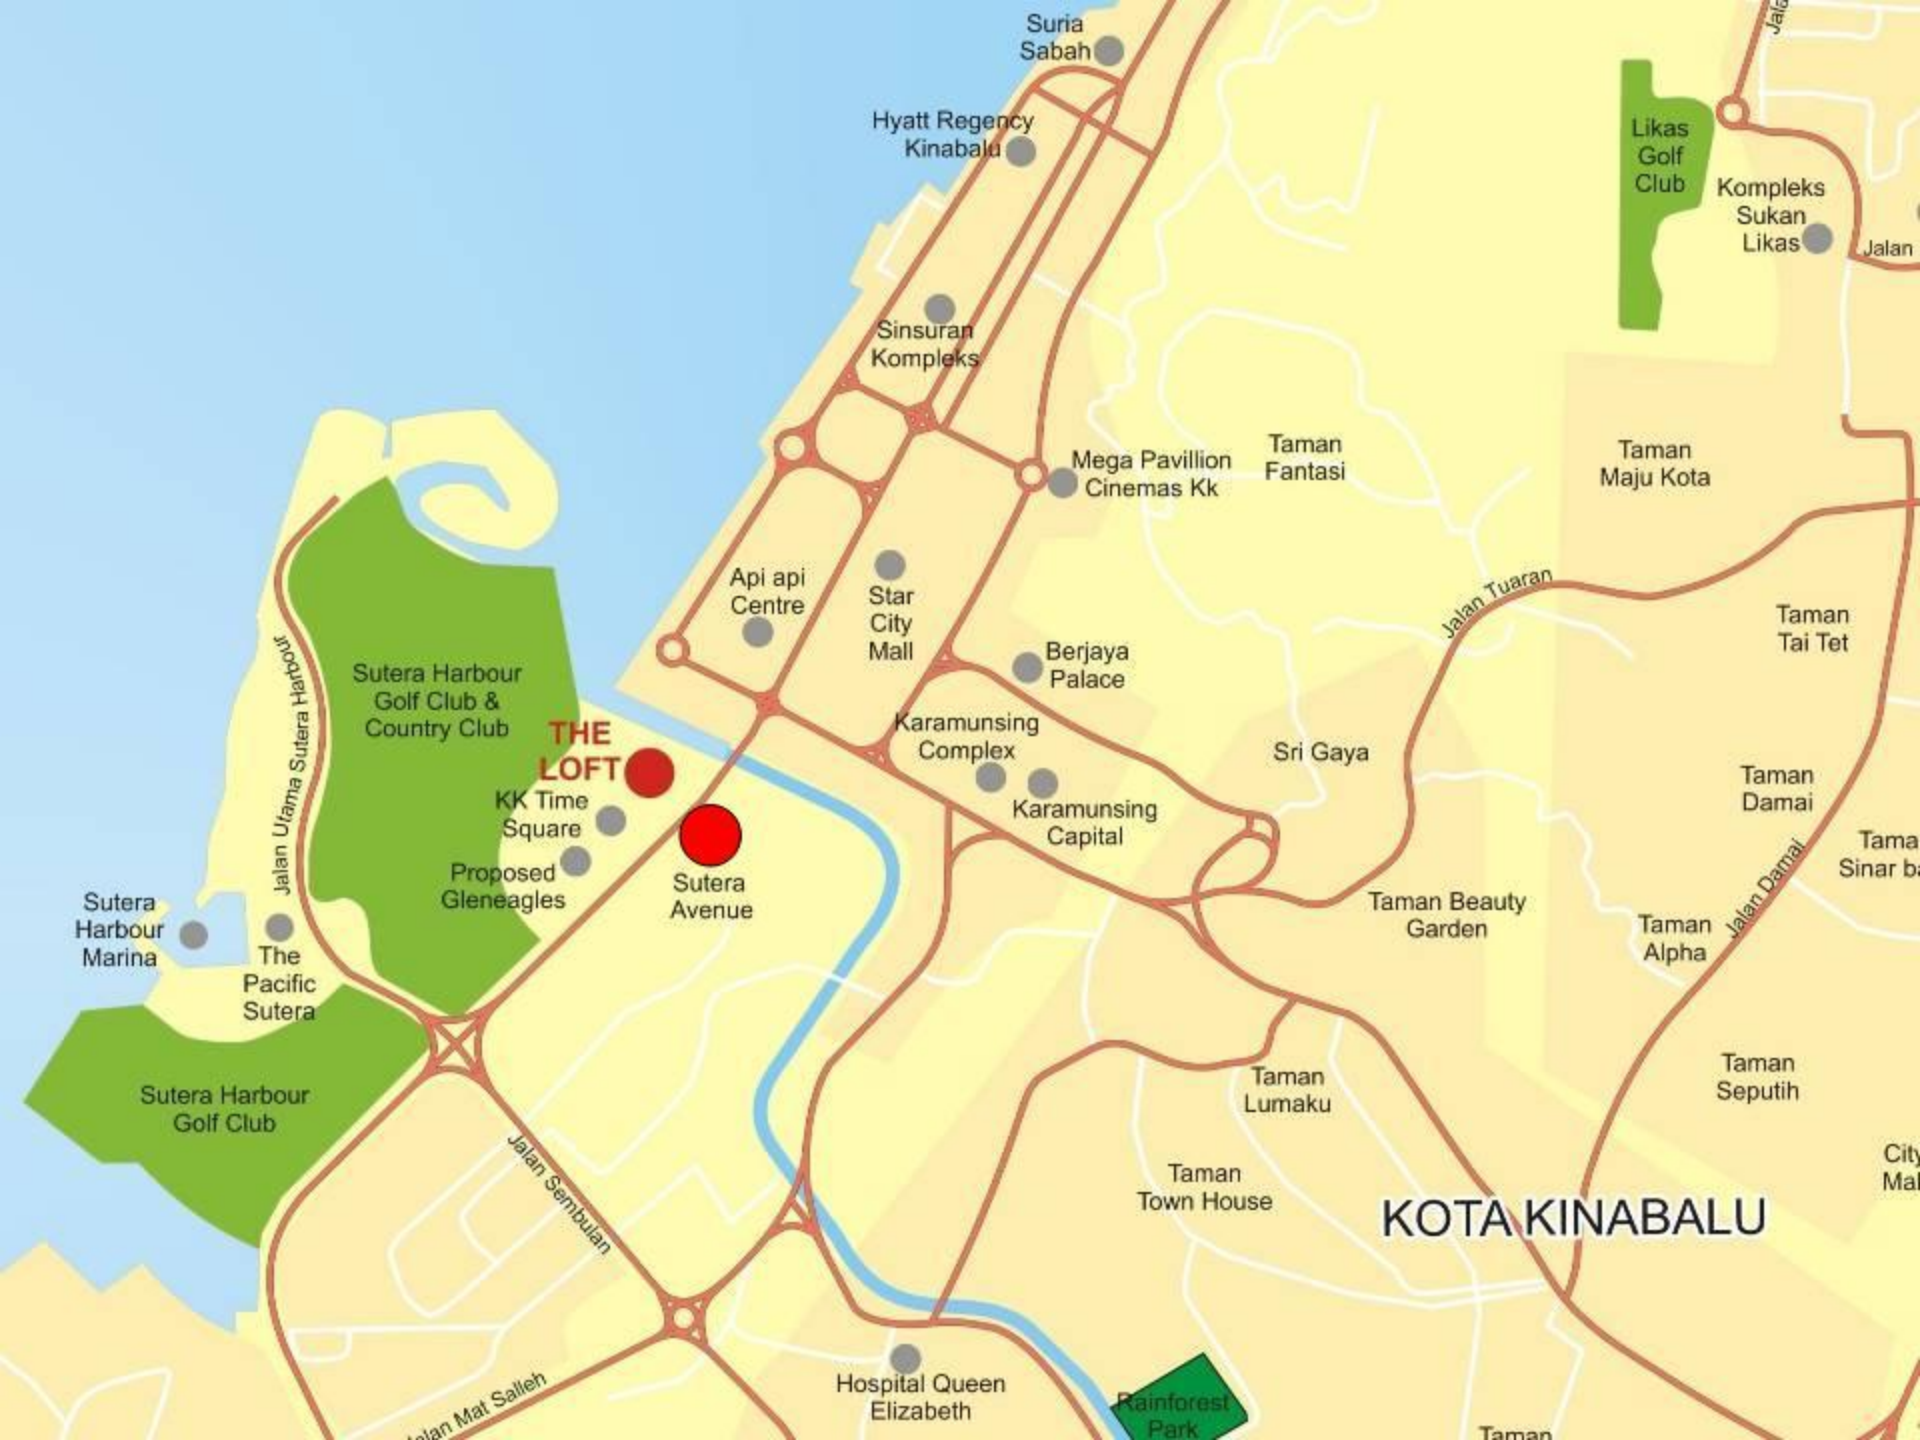 Suria
Sabah
Hyatt Regency
Kinabalu
Likas
Golf
Club
Kompleks
Sukan
Likas
Jalan
Sinsuran
Kompleks
Mega Pavillion
Cinemas Kk
Taman
Fantasi
Taman
Maju Kota
Api api
Centre
Star
City
Mall
Jalan Tuaran
Taman
Tai Tet
Berjaya
Palace
Jalan Utama Sutera Harbour
Sutera Harbour
Golf Club &
Country Club
THE
LOFT
KK Time
Square
Proposed
Gleneagles
Sutera
Avenue
Karamunsing
Complex
Karamunsing
Capital
Sri Gaya
Taman
Damai
Jalan Damai
Sutera
Harbour
Marina
The
Pacific
Sutera
Taman Beauty
Garden
Taman
Alpha
Sutera Harbour
Golf Club
Taman
Lumaku
Taman
Seputih
Jalan Sembulan
Taman
Town House
City
KOTA KINABALU
Mat Salleh
Hospital Queen
Elizabeth
Rainforest
Park
Taman